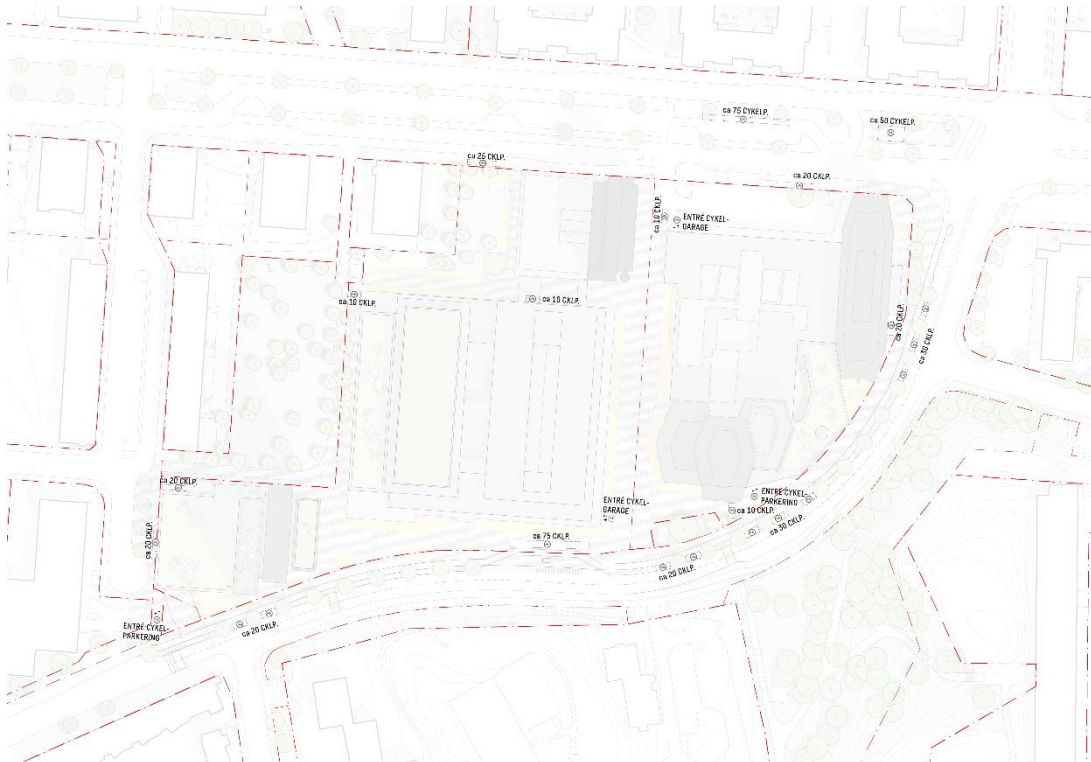 ca 75 CYKELP.
ca 50 CYKELP.
ca 25 CKLP.
ca 20 CKLP.
ca 10 CKLP.
ENTRÉ CYKEL-
GARAGE
ca 10 CKLP.
ca 10 CKLP.
ca 20 CKLP.
ca 30 CKLP.
ca 20 CKLP.
ENTRÉ CYKEL-
PARKERING
ENTRÉ CYKEL-
GARAGE
ca 10 CKLP.
ca 30 CKLP.
ca 20 CKLP.
ca 75 CKLP.
ca 20 CKLP.
ca 20 CKLP.
ENTRÉ CYKEL-
PARKERING